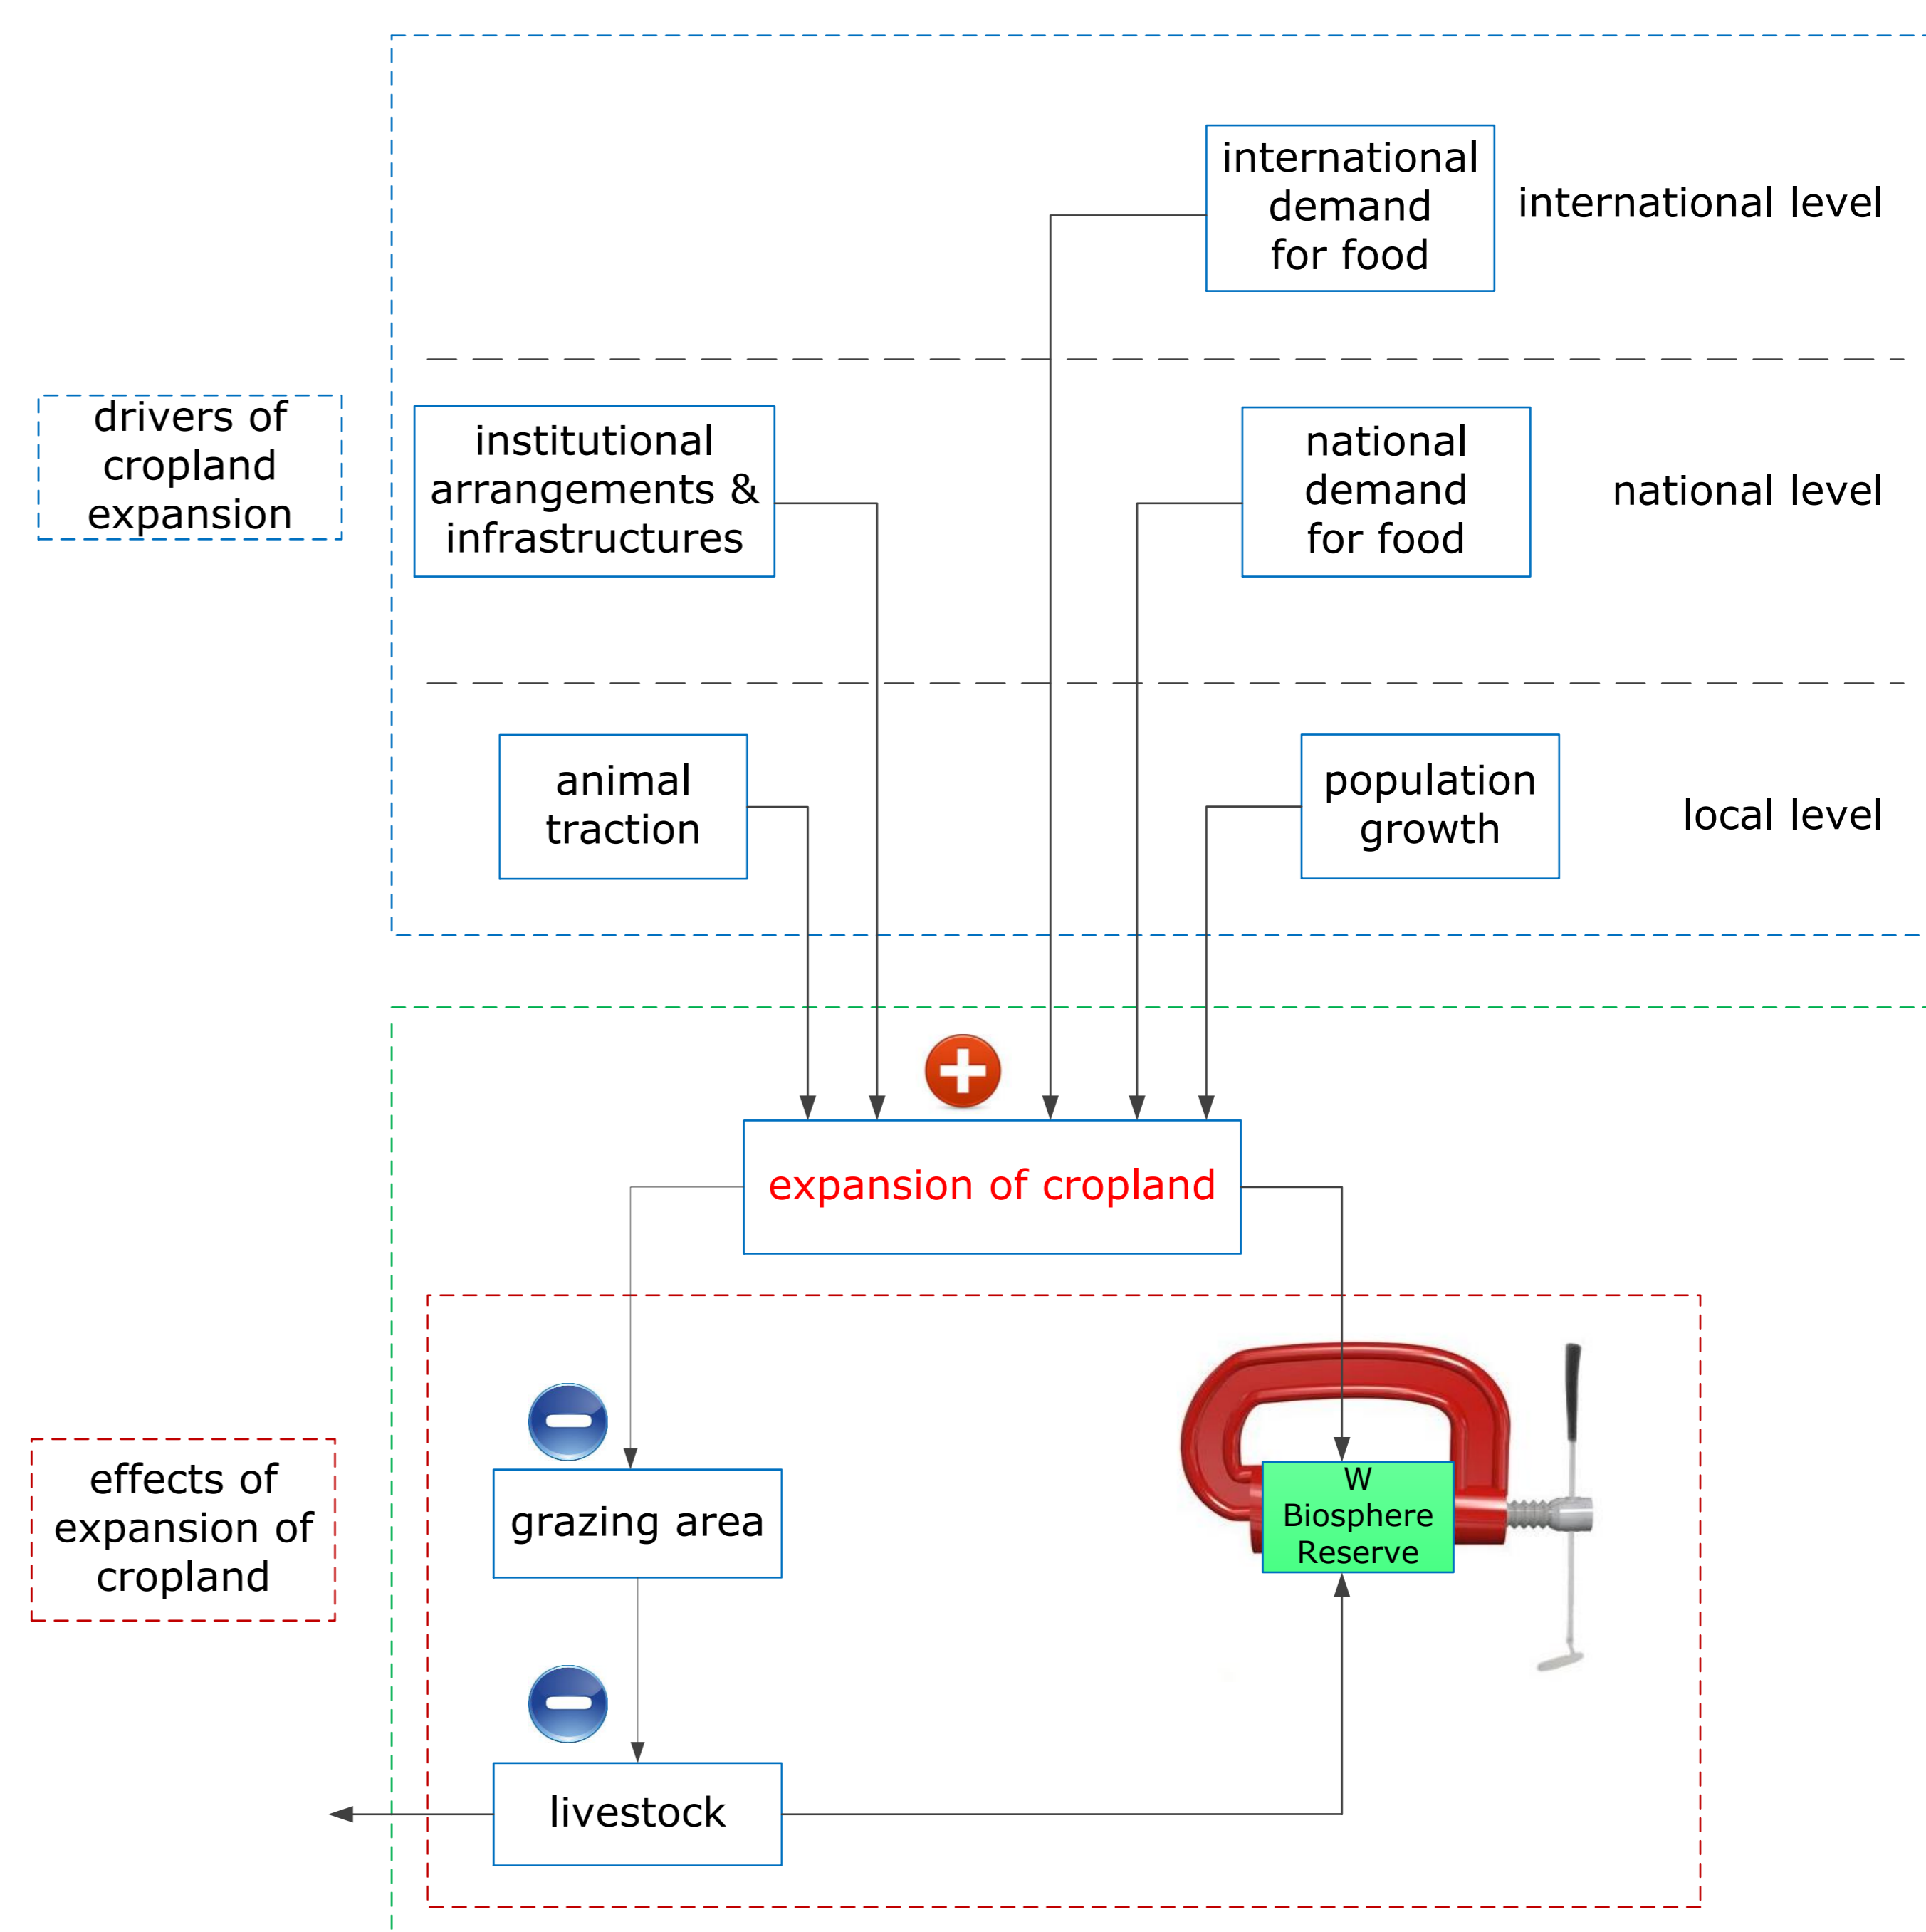 international
demand
for food
international level
drivers of
cropland
expansion
institutional
arrangements &
infrastructures
national
demand
for food
national level
animal
traction
population
growth
local level
expansion of cropland
effects of
expansion of
cropland
grazing area
W
Biosphere
Reserve
livestock